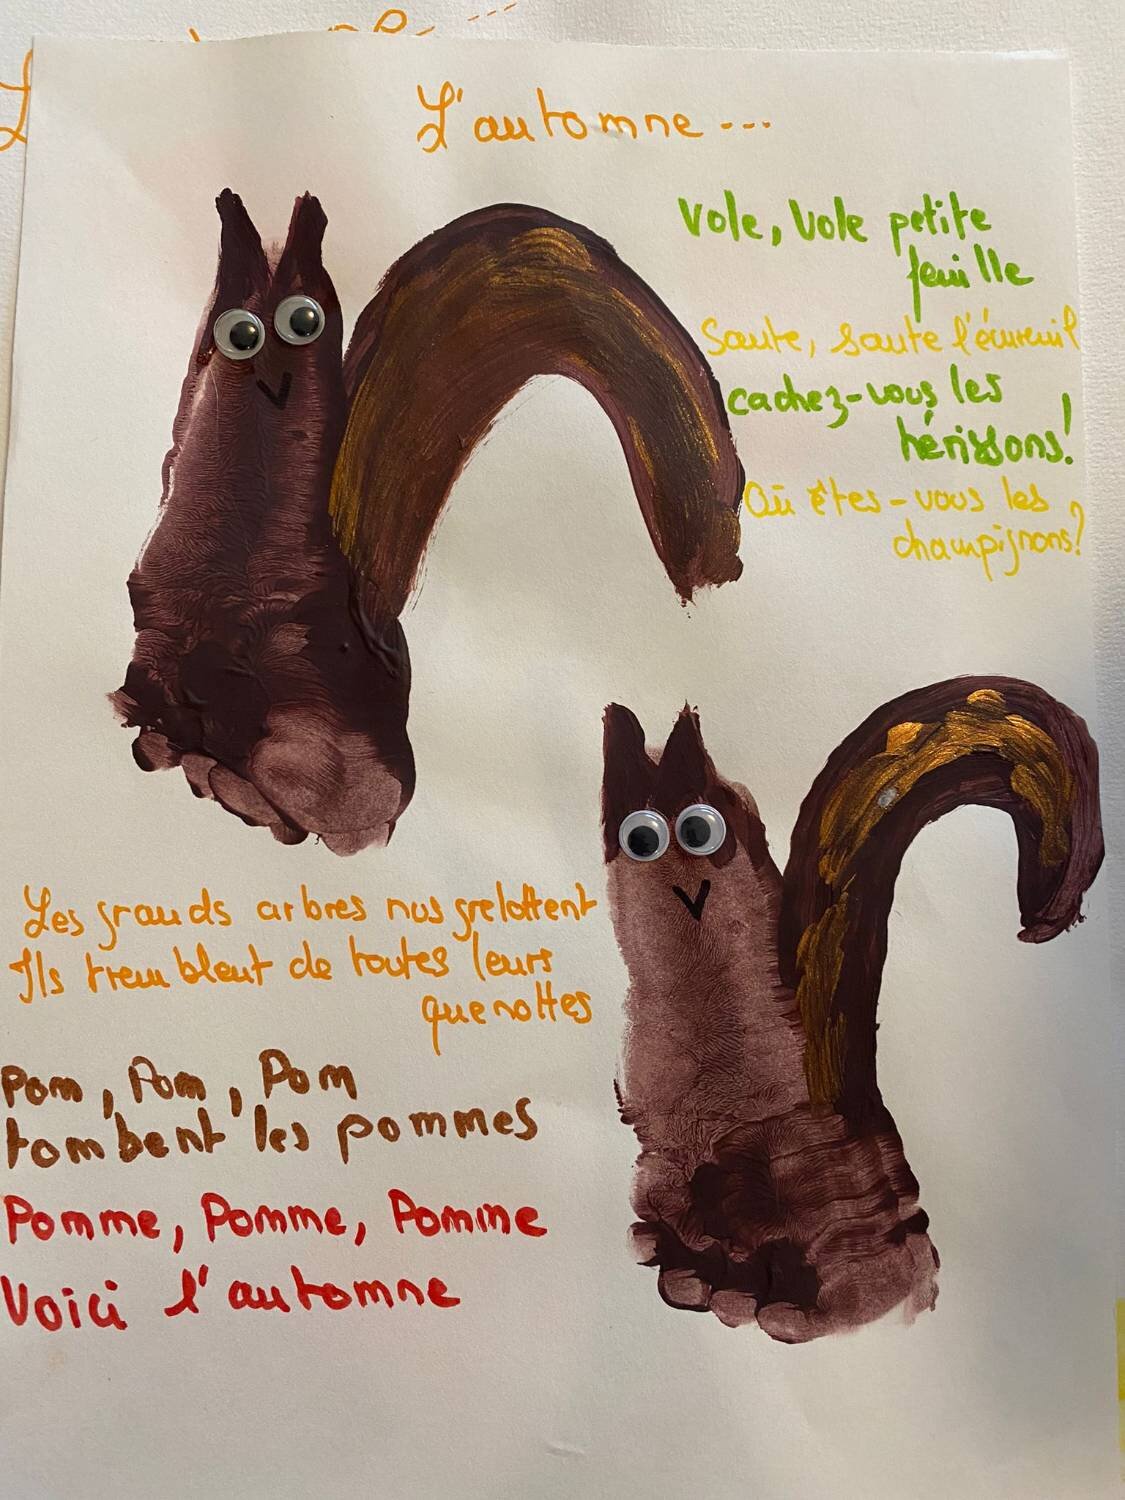 L'automne...
Vole, Vole petite
feuille
Saute, saute l'écureuil
cachez-vous les
hérissons!
Où êtes-vous les
champignons?
Les grands arbres nus grelottent
Ils tremblent de toutes leurs
quenottes
Pom, Pom, Pom
tombent les pommes
Pomme, Pomme, Pomme
Voici l'automne